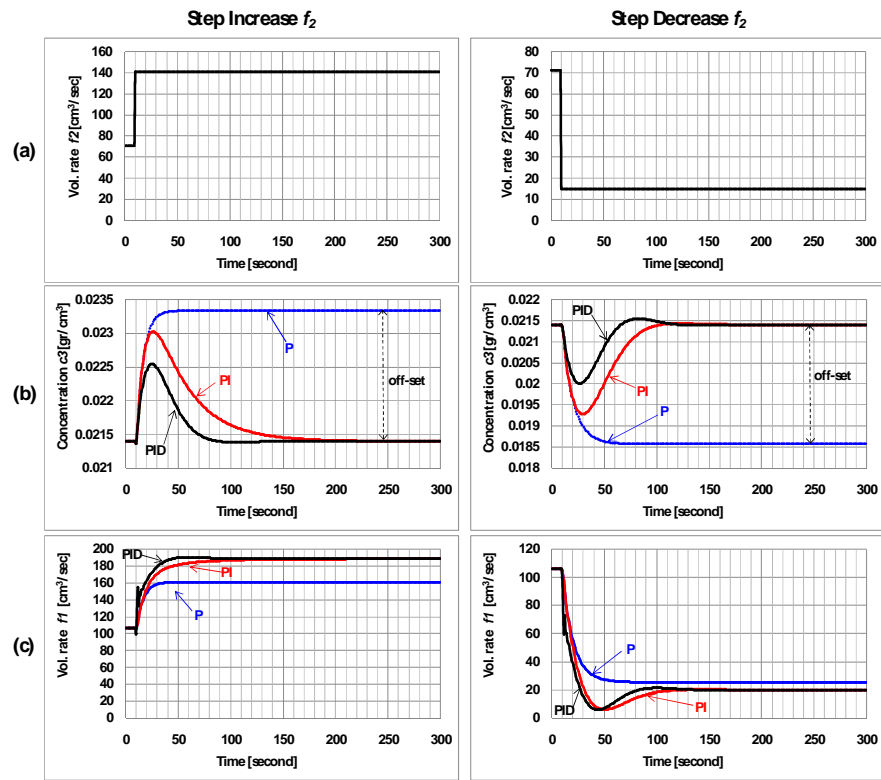 Step Increase f2
Step Decrease f2
(a)
Vol. rate f2 [cm3/sec]
160
140
120
100
80
60
40
20
0
0 50 100 150 200 250 300
Time [second]
Vol. rate f2 [cm3/sec]
80
70
60
50
40
30
20
10
0
0 50 100 150 200 250 300
Time [second]
(b)
Concentration c3[gr/cm3]
0.0235
0.023
0.0225
0.022
0.0215
0.021
P
PI
PID
off-set
0 50 100 150 200 250 300
Time [second]
Concentration c3 [gr/cm3]
0.022
0.0215
0.021
0.0205
0.02
0.0195
0.019
0.0185
0.018
PID
PI
P
off-set
0 50 100 150 200 250 300
Time [second]
(c)
Vol. rate f1 [cm3/sec]
200
180
160
140
120
100
80
60
40
20
0
PID
PI
P
0 50 100 150 200 250 300
Time [second]
Vol. rate f1 [cm3/sec]
120
100
80
60
40
20
0
P
PID
PI
0 50 100 150 200 250 300
Time [second]